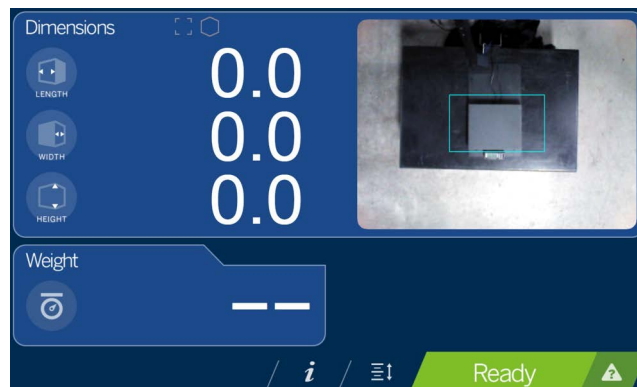 Dimensions
LENGTH
0.0
WIDTH
0.0
HEIGHT
0.0
Weight
––
i
Ready
?